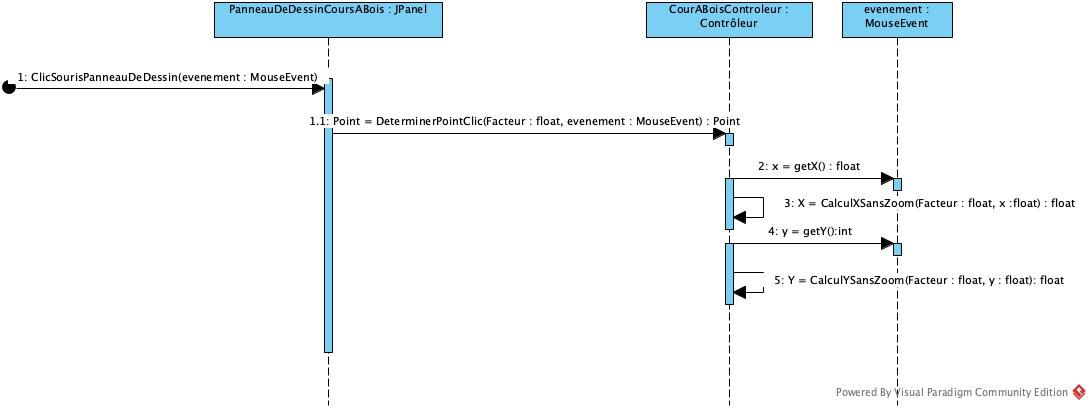 PanneauDeDessinCoursABois : JPanel
CourABoisControleur :
Contrôleur
evenement :
MouseEvent
1: ClicSourisPanneauDeDessin(evenement : MouseEvent)
1.1: Point = DeterminerPointClic(Facteur : float, evenement : MouseEvent) : Point
2: x = getX() : float
3: X = CalculXSansZoom(Facteur : float, x :float) : float
4: y = getY():int
5: Y = CalculYSansZoom(Facteur : float, y : float): float
Powered By Visual Paradigm Community Edition